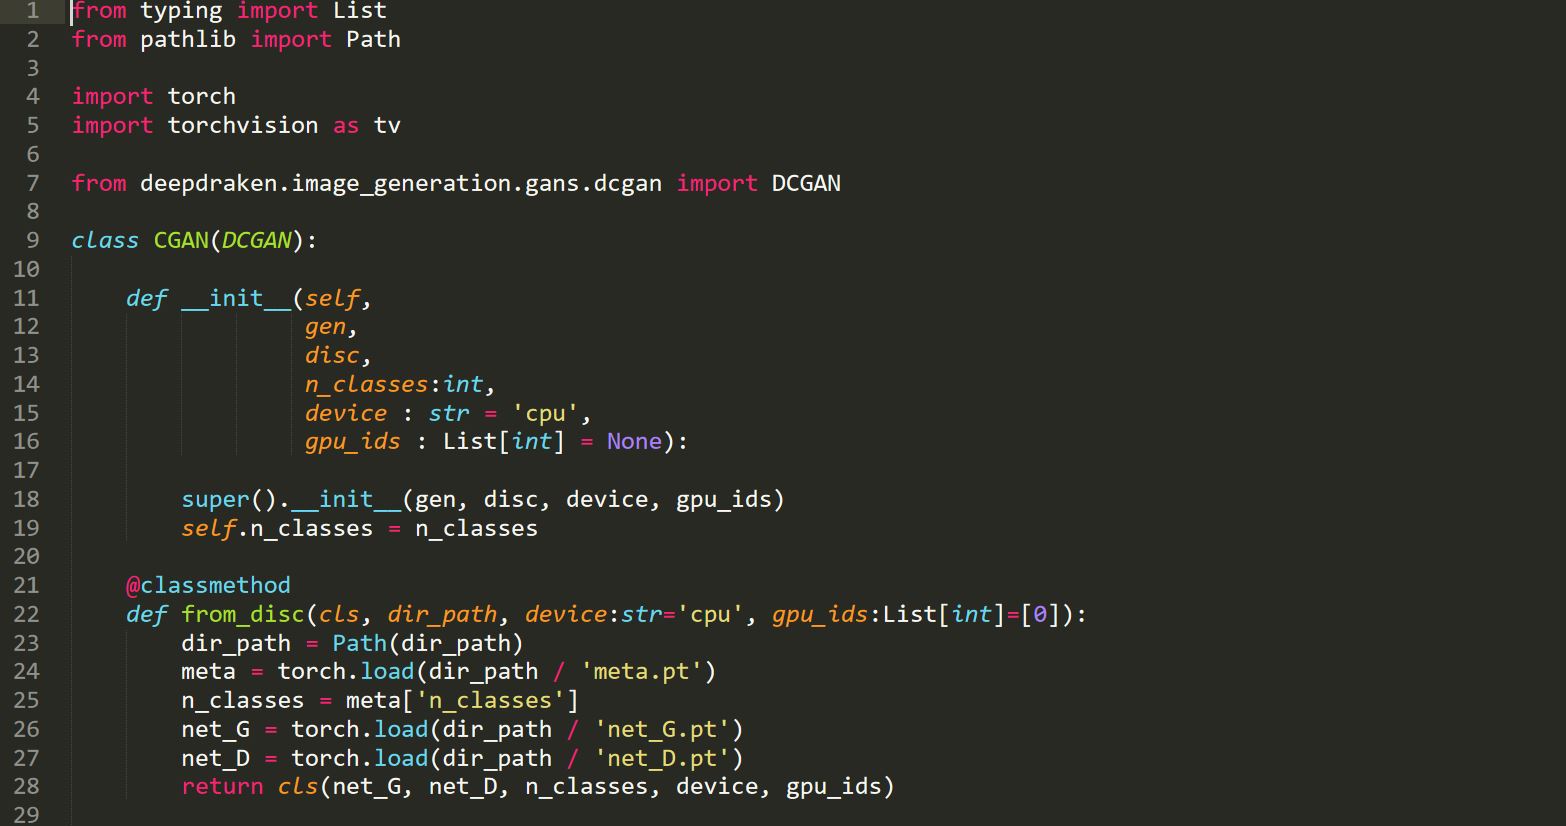 1 from typing import List
2 from pathlib import Path
3
4 import torch
5 import torchvision as tv
6
7 from deepdraken.image_generation.gans.dcgan import DCGAN
8
9 class CGAN(DCGAN):
10
11     def __init__(self,
12                  gen,
13                  disc,
14                  n_classes:int,
15                  device : str = 'cpu',
16                  gpu_ids : List[int] = None):
17
18         super().__init__(gen, disc, device, gpu_ids)
19         self.n_classes = n_classes
20
21     @classmethod
22     def from_disc(cls, dir_path, device:str='cpu', gpu_ids:List[int]=[0]):
23         dir_path = Path(dir_path)
24         meta = torch.load(dir_path / 'meta.pt')
25         n_classes = meta['n_classes']
26         net_G = torch.load(dir_path / 'net_G.pt')
27         net_D = torch.load(dir_path / 'net_D.pt')
28         return cls(net_G, net_D, n_classes, device, gpu_ids)
29